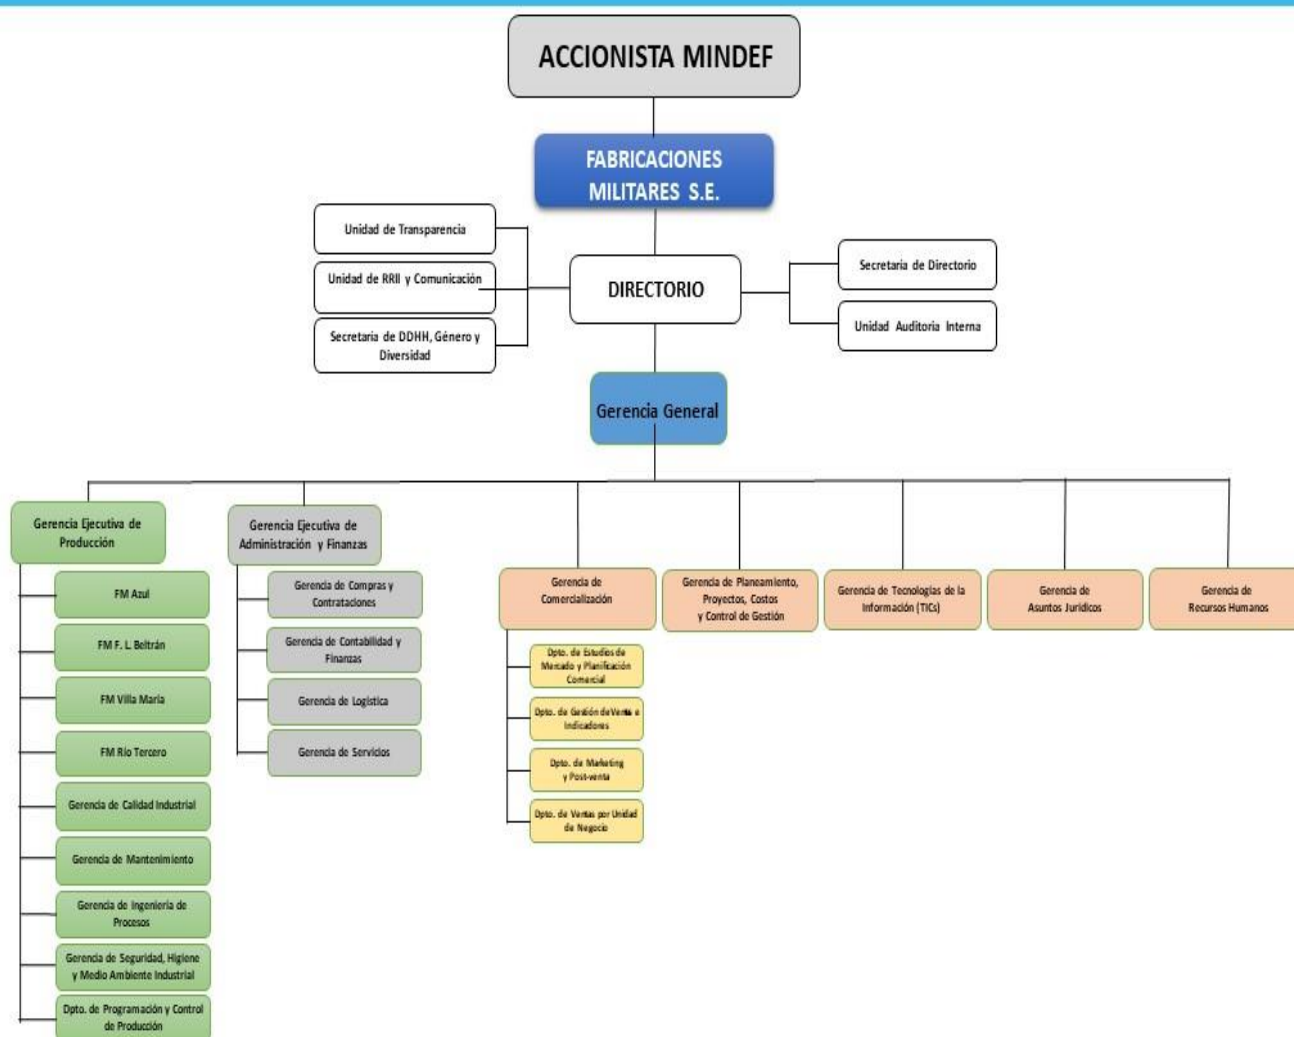 ACCIONISTA MINDEF
FABRICACIONES
MILITARES S.E.
Unidad de Transparencia
Unidad de RRII y Comunicación
Secretaría de DDHH, Género y
Diversidad
DIRECTORIO
Secretaría de Directorio
Unidad Auditoria Interna
Gerencia General
Gerencia Ejecutiva de
Producción
FM Azul
FM F. L. Beltrán
FM Villa María
FM Río Tercero
Gerencia de Calidad Industrial
Gerencia de Mantenimiento
Gerencia de Ingeniería de
Procesos
Gerencia de Seguridad, Higiene
y Medio Ambiente Industrial
Dpto. de Programación y Control
de Producción
Gerencia Ejecutiva de
Administración y Finanzas
Gerencia de Compras y
Contrataciones
Gerencia de Contabilidad y
Finanzas
Gerencia de Logística
Gerencia de Servicios
Gerencia de
Comercialización
Dpto. de Estudios de
Mercado y Planificación
Comercial
Dpto. de Gestión de Venta e
Indicadores
Dpto. de Marketing
y Post-venta
Dpto. de Ventas por Unidad
de Negocio
Gerencia de Planeamiento,
Proyectos, Costos
y Control de Gestión
Gerencia de Tecnologías de la
Información (TICs)
Gerencia de
Asuntos Jurídicos
Gerencia de
Recursos Humanos